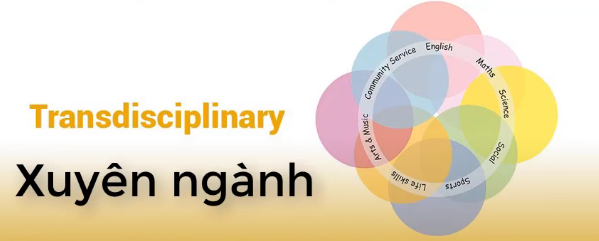 Transdisciplinary
Xuyên ngành
English
Maths
Science
Social
Sports
Life skills
Arts & Music
Community Service